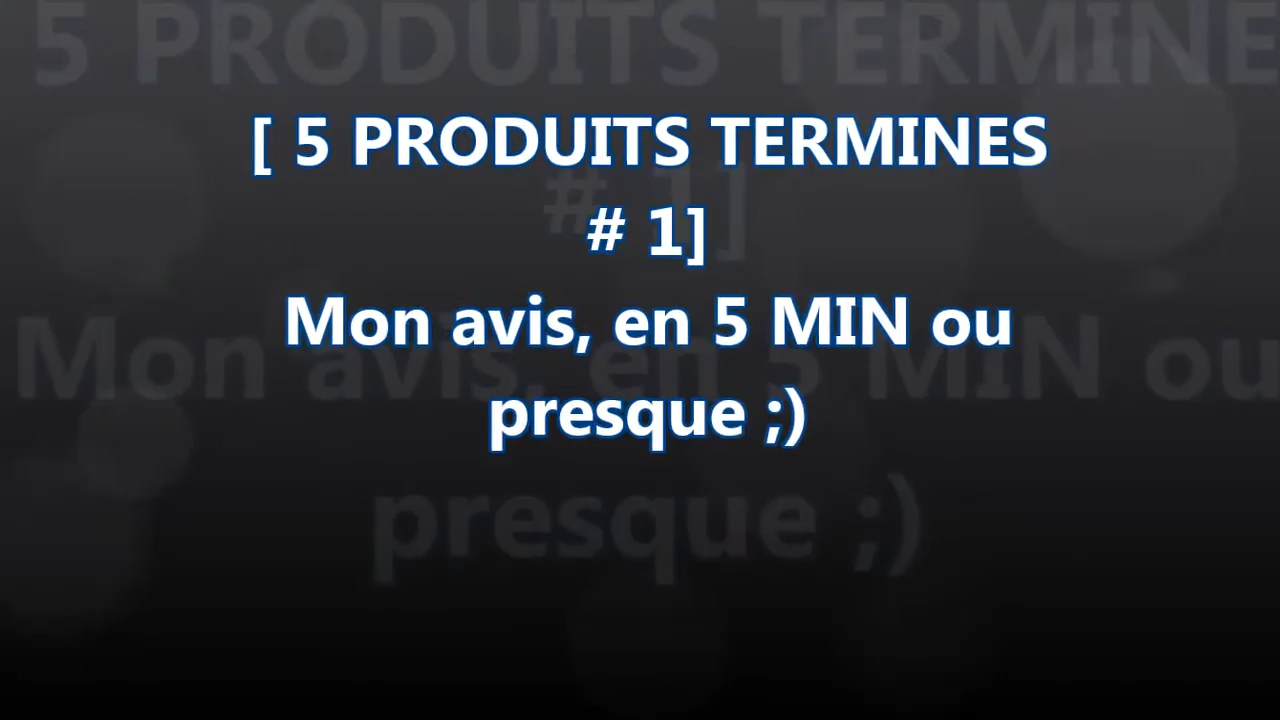 [ 5 PRODUITS TERMINES
# 1]
Mon avis, en 5 MIN ou
presque ;)